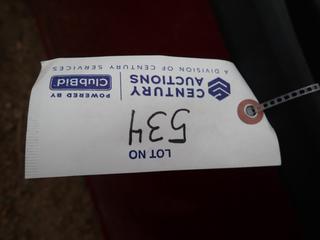 CENTURY
AUCTIONS
A DIVISION OF CENTURY SERVICES
POWERED BY
ClubBid
LOT NO
534